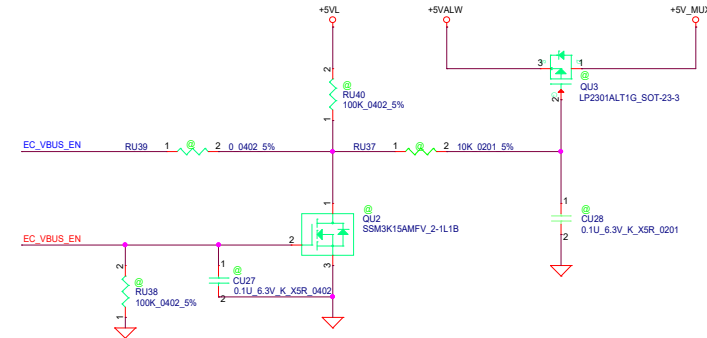 +5VL
+5VALW
+5V_MUX
3
1
@
QU3
LP2301ALT1G_SOT-23-3
2
2
@
RU40
100K_0402_5%
1
EC_VBUS_EN
RU39
1
@
2
0_0402_5%
RU37
1
@
2
10K_0201_5%
1
@
QU2
SSM3K15AMFV_2-1L1B
1
@
CU28
0.1U_6.3V_K_X5R_0201
2
EC_VBUS_EN
2
3
2
@
RU38
100K_0402_5%
1
1
@
CU27
0.1U_6.3V_K_X5R_0402
2